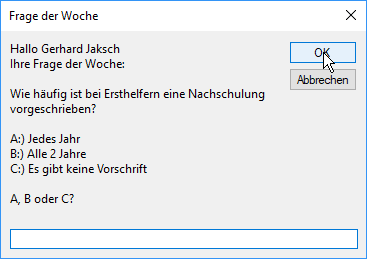 Frage der Woche
Hallo Gerhard Jaksch
Ihre Frage der Woche:
OK
Abbrechen
Wie häufig ist bei Ersthelfern eine Nachschulung
vorgeschrieben?
A:) Jedes Jahr
B:) Alle 2 Jahre
C:) Es gibt keine Vorschrift
A, B oder C?